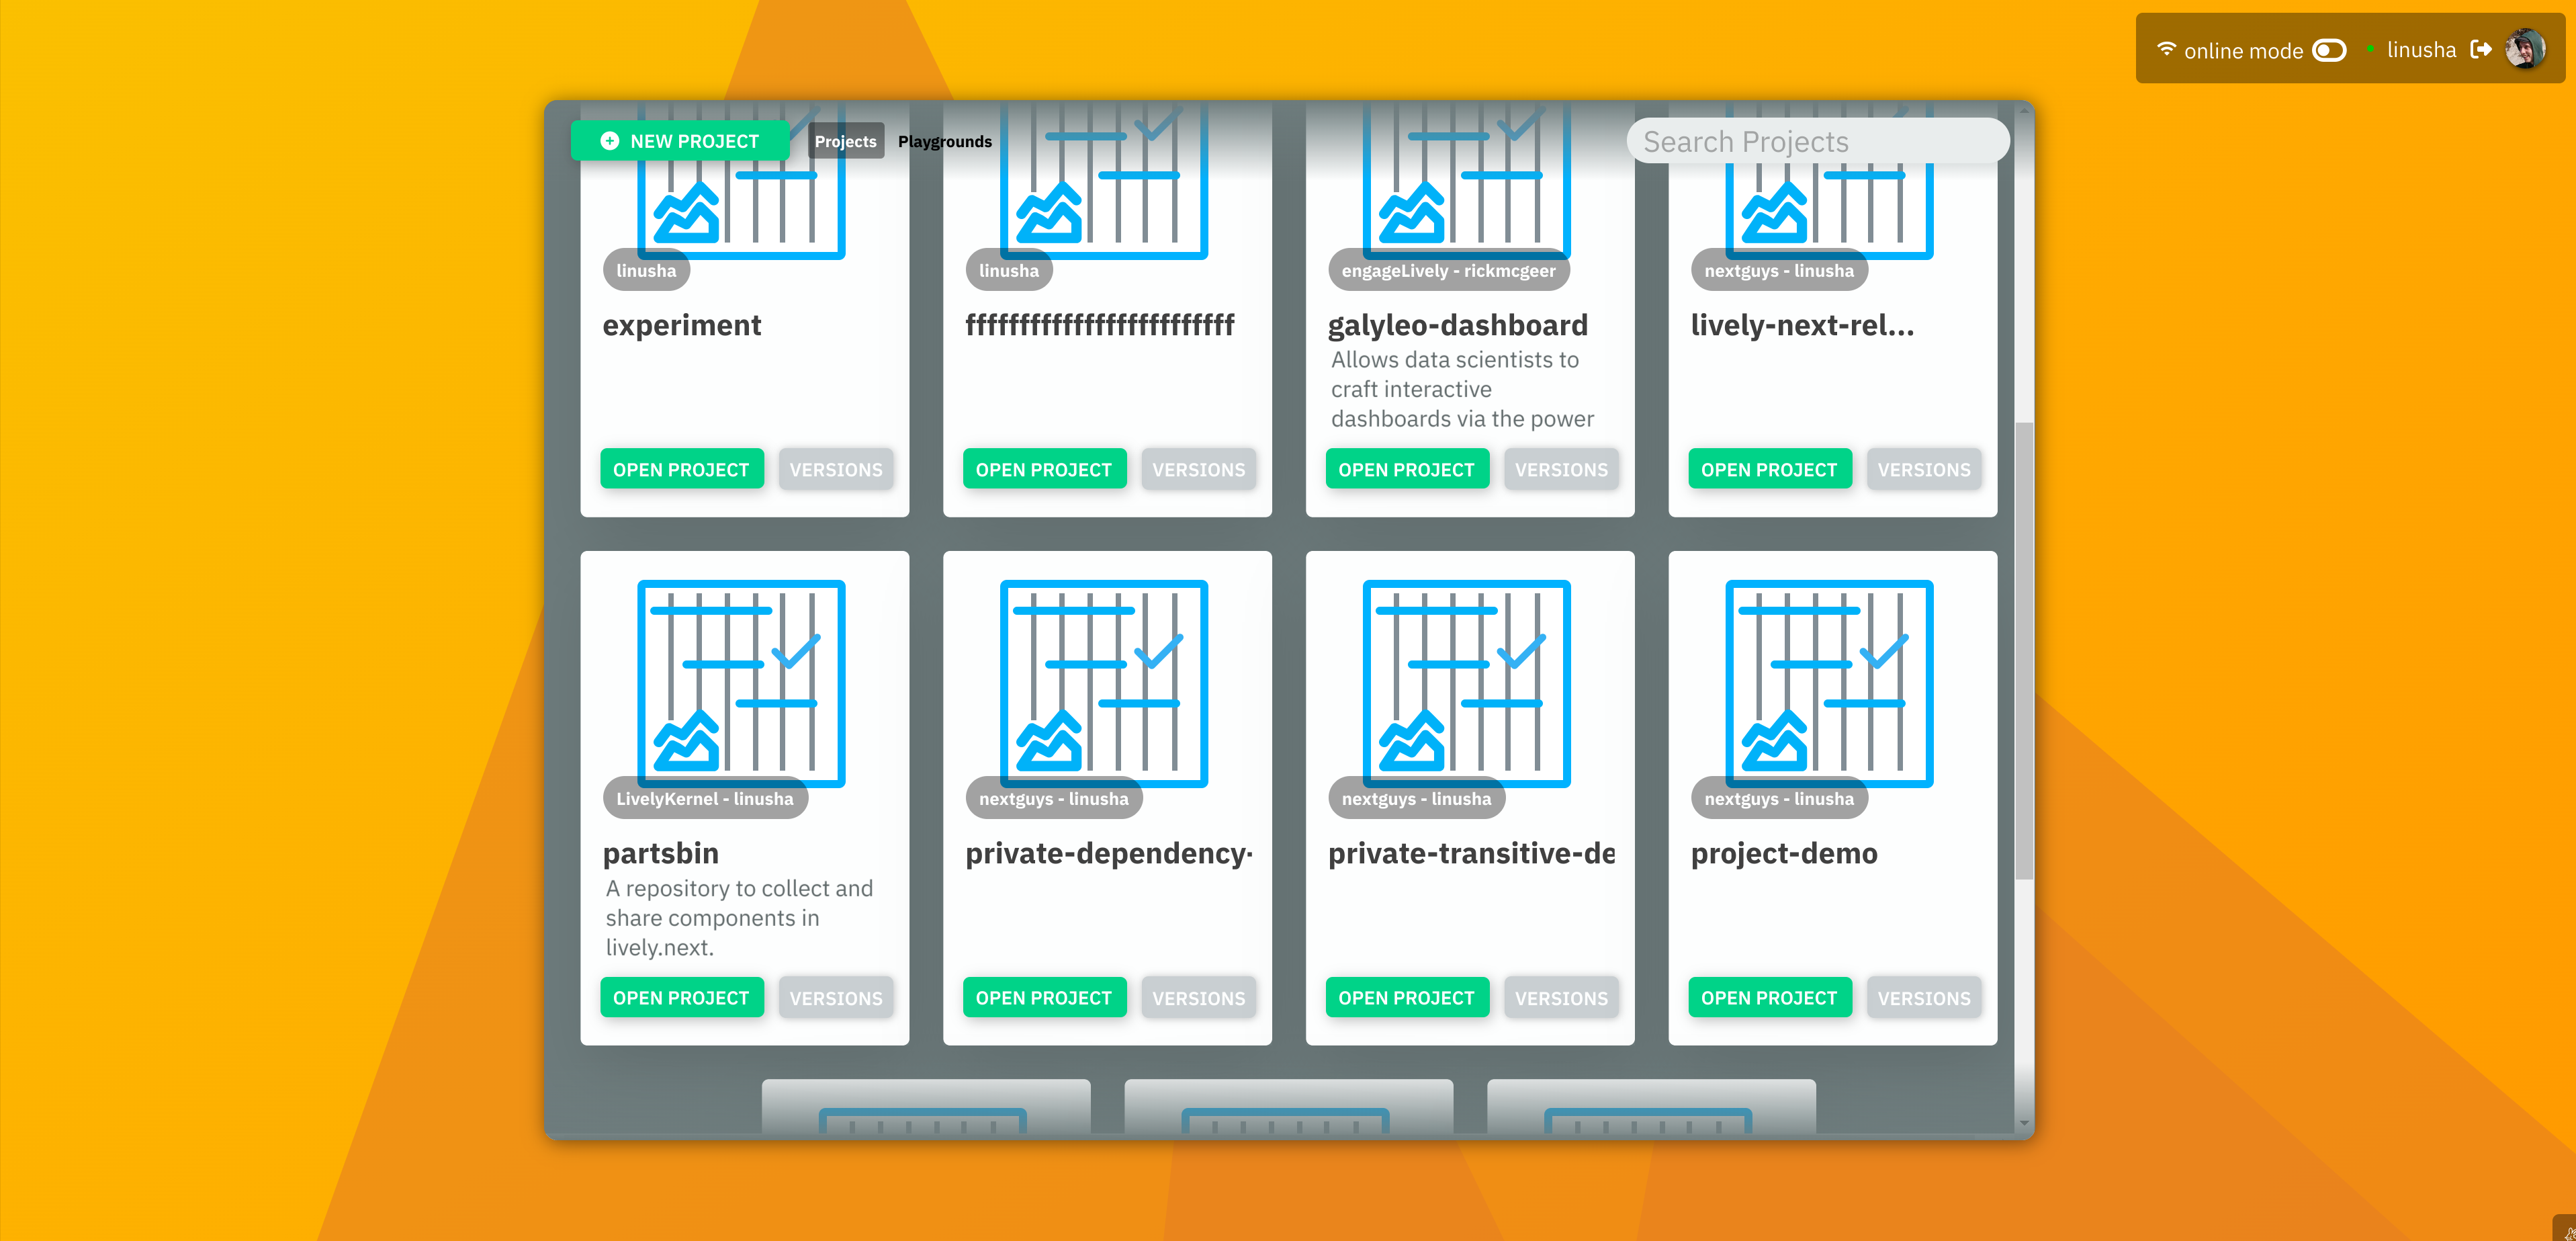 online mode
linusha
NEW PROJECT
Projects
Playgrounds
Search Projects
linusha
linusha
engageLively - rickmcgeer
nextguys - linusha
experiment
ffffffffffffffffffffffffff
galyleo-dashboard
lively-next-rel...
Allows data scientists to
craft interactive
dashboards via the power
OPEN PROJECT
VERSIONS
OPEN PROJECT
VERSIONS
OPEN PROJECT
VERSIONS
OPEN PROJECT
VERSIONS
LivelyKernel - linusha
nextguys - linusha
nextguys - linusha
nextguys - linusha
partsbin
private-dependency-
private-transitive-de
project-demo
A repository to collect and
share components in
lively.next.
OPEN PROJECT
VERSIONS
OPEN PROJECT
VERSIONS
OPEN PROJECT
VERSIONS
OPEN PROJECT
VERSIONS